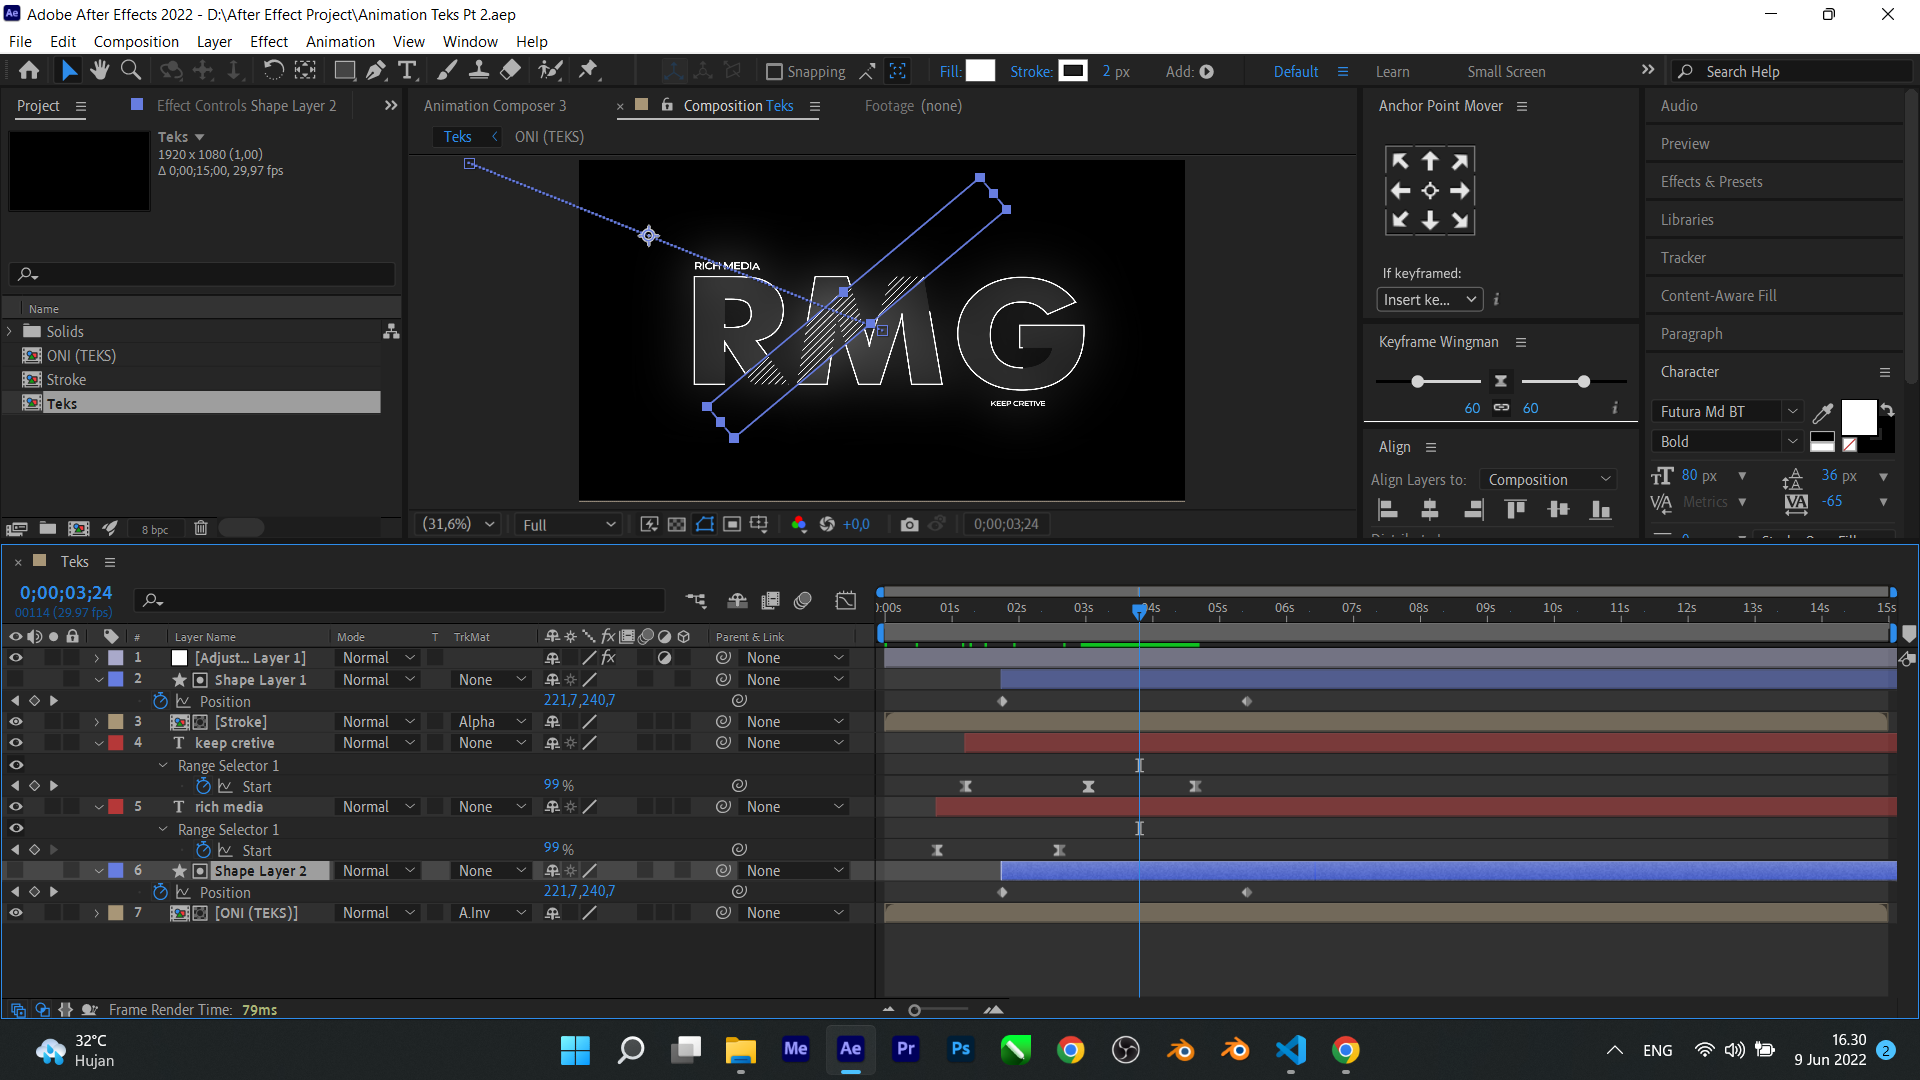 Adobe After Effects 2022 - D:\After Effect Project\Animation Teks Pt 2.aep
File Edit Composition Layer Effect Animation View Window Help
Snapping Fill: Stroke: 2 px Add: Default Learn Small Screen Search Help
Project Effect Controls Shape Layer 2
Teks
1920 x 1080 (1,00)
Δ 0;00;15;00, 29,97 fps
Name
Solids
ONI (TEKS)
Stroke
Teks
8 bpc
Animation Composer 3 Composition Teks Footage (none)
Teks ONI (TEKS)
RICH MEDIA
RMG
KEEP CRETIVE
(31,6%) Full +0,0 0;00;03;24
Anchor Point Mover
If keyframed:
Insert ke...
Keyframe Wingman
60 60
Align
Align Layers to: Composition
Audio
Preview
Effects & Presets
Libraries
Tracker
Content-Aware Fill
Paragraph
Character
Futura Md BT
Bold
80 px 36 px
Metrics -65
Teks
0;00;03;24
00114 (29.97 fps)
0:00s 01s 02s 03s 04s 05s 06s 07s 08s 09s 10s 11s 12s 13s 14s 15s
# Layer Name Mode T TrkMat Parent & Link
1 [Adjust... Layer 1] Normal None
2 Shape Layer 1 Normal None None
Position 221,7,240,7
3 [Stroke] Normal Alpha None
4 T keep cretive Normal None None
Range Selector 1
Start 99 %
5 T rich media Normal None None
Range Selector 1
Start 99 %
6 Shape Layer 2 Normal None None
Position 221,7,240,7
7 [ONI (TEKS)] Normal A.Inv None
Frame Render Time: 79ms
32°C
Hujan
Me Ae Pr Ps
ENG
16.30
9 Jun 2022
2